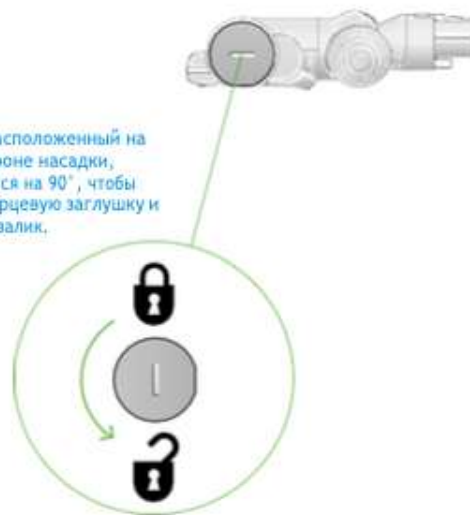 асположенный на
роне насадки,
ся на 90°, чтобы
рцевую заглушку и
валик.